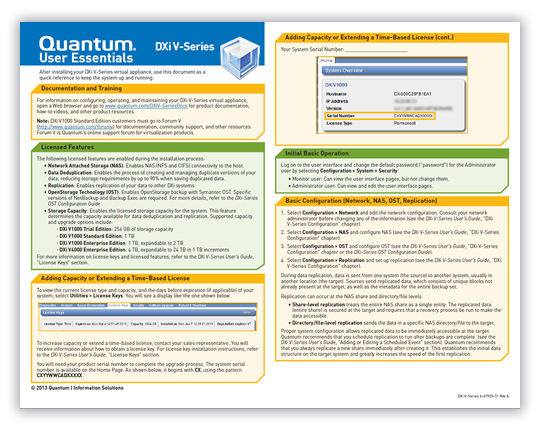 Quantum.
User Essentials
DXi V-Series
After installing your DXi V-Series virtual appliance, use this document as a
quick reference to keep the system up and running.
Documentation and Training
For information on configuring, operating, and maintaining your DXi V-Series virtual appliance,
open a Web browser and go to www.quantum.com/DXiV-SeriesDocs for product documentation,
how-to videos, and other product resources.
Note: DXi V1000 Standard Edition customers must go to Forum V
(http://www.quantum.com/forumv) for documentation, community support, and other resources.
Forum V is Quantum's online support forum for virtualization products.
Licensed Features
The following licensed features are enabled during the installation process.
• Network Attached Storage (NAS). Enables NAS (NFS and CIFS) connectivity to the host.
• Data Deduplication. Enables the process of creating and managing duplicate versions of your
data, reducing storage requirements by up to 90% when saving duplicated data.
• Replication. Enables replication of your data to other DXi systems.
• OpenStorage Technology (OST). Enables OpenStorage backup with Symantec OST. Specific
versions of NetBackup and Backup Exec are required. For more details, refer to the DXi-Series
OST Configuration Guide.
• Storage Capacity. Enables the licensed storage capacity for the system. This feature
determines the capacity available for data deduplication and replication. Supported capacity
and upgrade options include:
- DXi V1000 Trial Edition: 256 GB of storage capacity
- DXi V1000 Standard Edition: 1 TB
- DXi V1000 Enterprise Edition: 1 TB, expandable to 2 TB
- DXi V4000 Enterprise Edition: 4 TB, expandable to 24 TB in 1 TB increments
For more information on license keys and licensed features, refer to the DXi V-Series User's Guide,
"License Keys" section.
Adding Capacity or Extending a Time-Based License
To view the current license type and capacity, and the days before expiration (if applicable) of your
system, select Utilities > License Keys. You will see a display like the one shown below.
License Keys
To increase capacity or extend a time-based license, contact your sales representative. You will
receive information about how to obtain a license key. For license key installation instructions, refer to
the DXi V-Series User's Guide, "License Keys" section.
You will need your product serial number to complete the upgrade process. The system serial
number is available on the Home Page. As shown below, it begins with CX, using the pattern
CXYYWWCADXXXXX.
© 2013 Quantum | Information Solutions
Adding Capacity or Extending a Time-Based License (cont.)
Your System Serial Number:
Home
System Overview
DXiV1000
Hostname
IP Address
Version
Serial Number CXYYWWCADXXXXX
License Type Permanent
Initial Basic Operation
Log on to the user interface and change the default password ("password") for the Administrator
user by selecting Configuration > System > Security.
• Monitor user: Can view the user interface pages, but not change them.
• Administrator user: Can view and edit the user interface pages.
Basic Configuration (Network, NAS, OST, Replication)
1. Select Configuration > Network and edit the network configuration. Consult your network
administrator before changing any of the information (see the DXi V-Series User's Guide, "DXi
V-Series Configuration" chapter).
2. Select Configuration > NAS and configure NAS (see the DXi V-Series User's Guide, "DXi V-Series
Configuration" chapter).
3. Select Configuration > OST and configure OST (see the DXi V-Series User's Guide, "DXi V-Series
Configuration" chapter or the DXi-Series OST Configuration Guide).
4. Select Configuration > Replication and set up replication (see the DXi V-Series User's Guide, "DXi
V-Series Configuration" chapter).
During data replication, data is sent from one system (the source) to another system, usually in
another location (the target). Sources send replicated data, which consists of unique blocks not
already present at the target, as well as the metadata for the entire backup set.
Replication can occur at the NAS share and directory/file levels.
• Share-level replication treats the entire NAS share as a single entity. The replicated data
(entire share) is secured at the target and requires that a recovery process be run to make the
data accessible.
• Directory/file-level replication sends the data in a specific NAS directory/file to the target.
Proper system configuration allows replicated data to be immediately accessible at the target.
Quantum recommends that you schedule replication to run after backups are complete. (see the
DXi V-Series User's Guide, "Adding or Editing a Scheduled Event" section). Quantum recommends
that you always replicate a new share immediately after creating it. This establishes the initial data
structure on the target system and greatly increases the speed of the first replication.